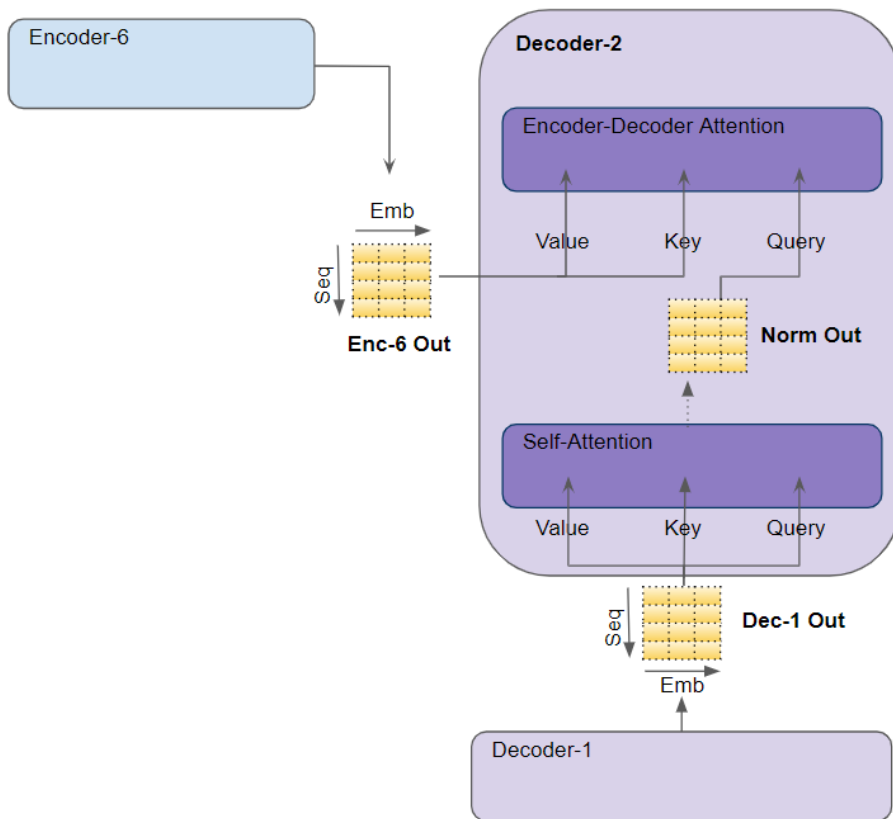 Encoder-6
Decoder-2
Encoder-Decoder Attention
Emb
Value
Key
Query
Seq
Enc-6 Out
Norm Out
Self-Attention
Value
Key
Query
Seq
Dec-1 Out
Emb
Decoder-1